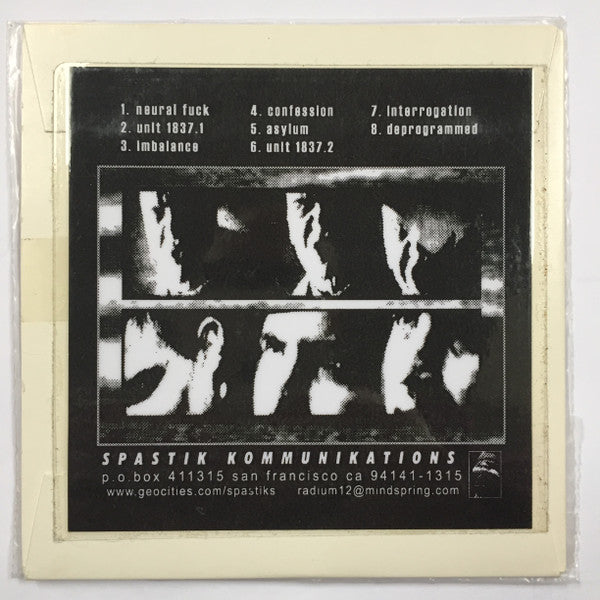 1. neural fuck
2. unit 1837.1
3. imbalance
4. confession
5. asylum
6. unit 1837.2
7. interrogation
8. deprogrammed
SPASTIK KOMMUNIKATIONS
p.o.box 411315 san francisco ca 94141-1315
www.geocities.com/spastiks radium12@mindspring.com